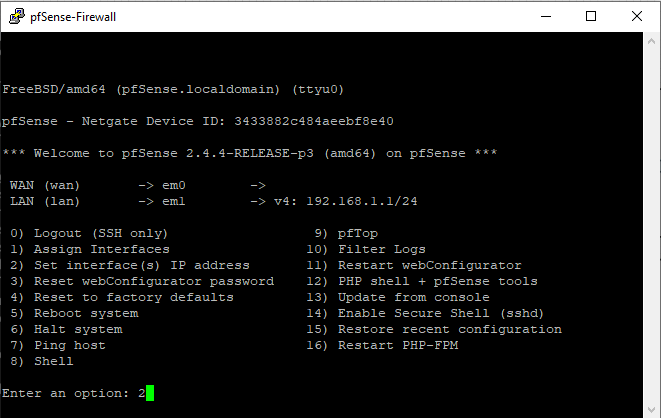 pfSense-Firewall
FreeBSD/amd64 (pfSense.localdomain) (ttyu0)
pfSense - Netgate Device ID: 3433882c484aeebf8e40
*** Welcome to pfSense 2.4.4-RELEASE-p3 (amd64) on pfSense ***
WAN (wan)       -> em0        ->
LAN (lan)       -> em1        -> v4: 192.168.1.1/24
0) Logout (SSH only)                  9) pfTop
1) Assign Interfaces                 10) Filter Logs
2) Set interface(s) IP address       11) Restart webConfigurator
3) Reset webConfigurator password    12) PHP shell + pfSense tools
4) Reset to factory defaults         13) Update from console
5) Reboot system                     14) Enable Secure Shell (sshd)
6) Halt system                       15) Restore recent configuration
7) Ping host                         16) Restart PHP-FPM
8) Shell
Enter an option: 2